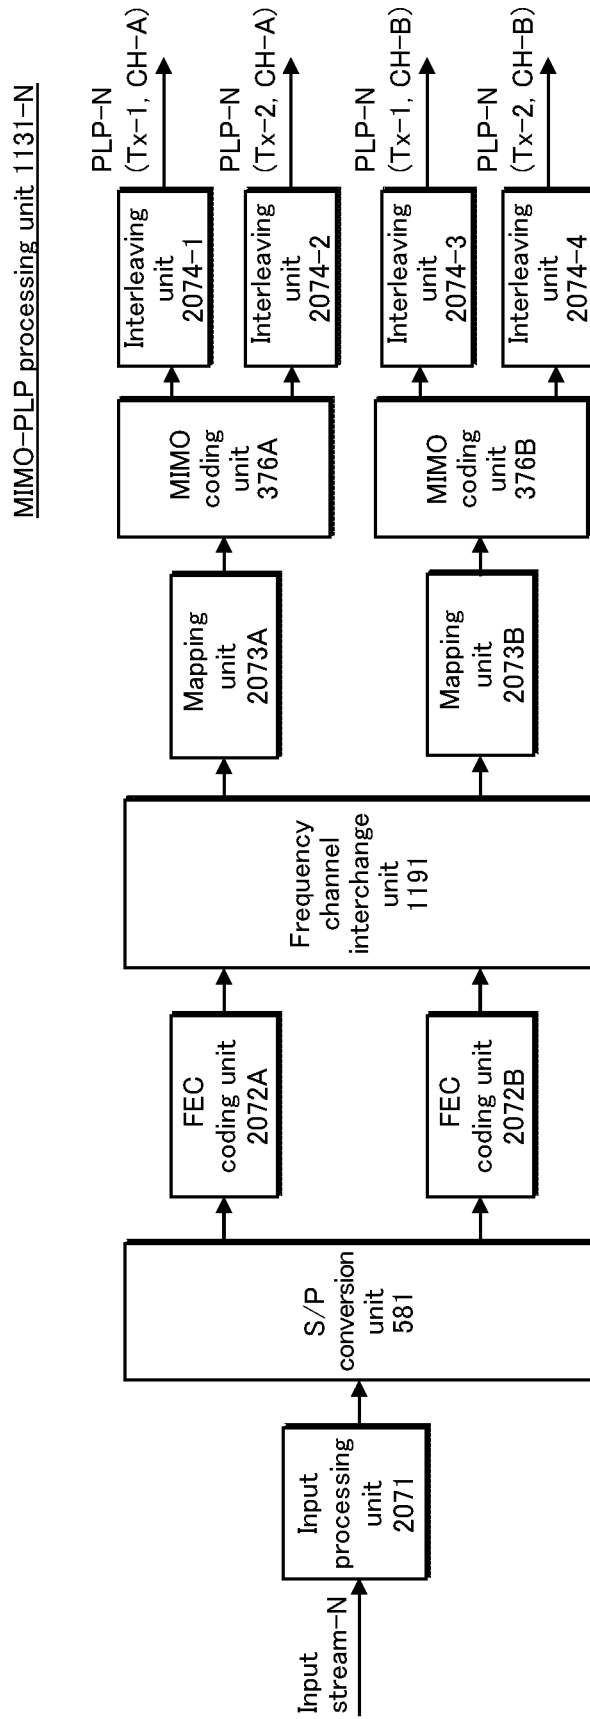 MIMO-PLP processing unit 1131-N
Input
stream-N
Input
processing
unit
2071
S/P
conversion
unit
581
FEC
coding unit
2072A
FEC
coding unit
2072B
Frequency
channel
interchange
unit
1191
Mapping
unit
2073A
Mapping
unit
2073B
MIMO
coding
unit
376A
MIMO
coding
unit
376B
Interleaving
unit
2074-1
Interleaving
unit
2074-2
Interleaving
unit
2074-3
Interleaving
unit
2074-4
PLP-N
(Tx-1, CH-A)
PLP-N
(Tx-2, CH-A)
PLP-N
(Tx-1, CH-B)
PLP-N
(Tx-2, CH-B)